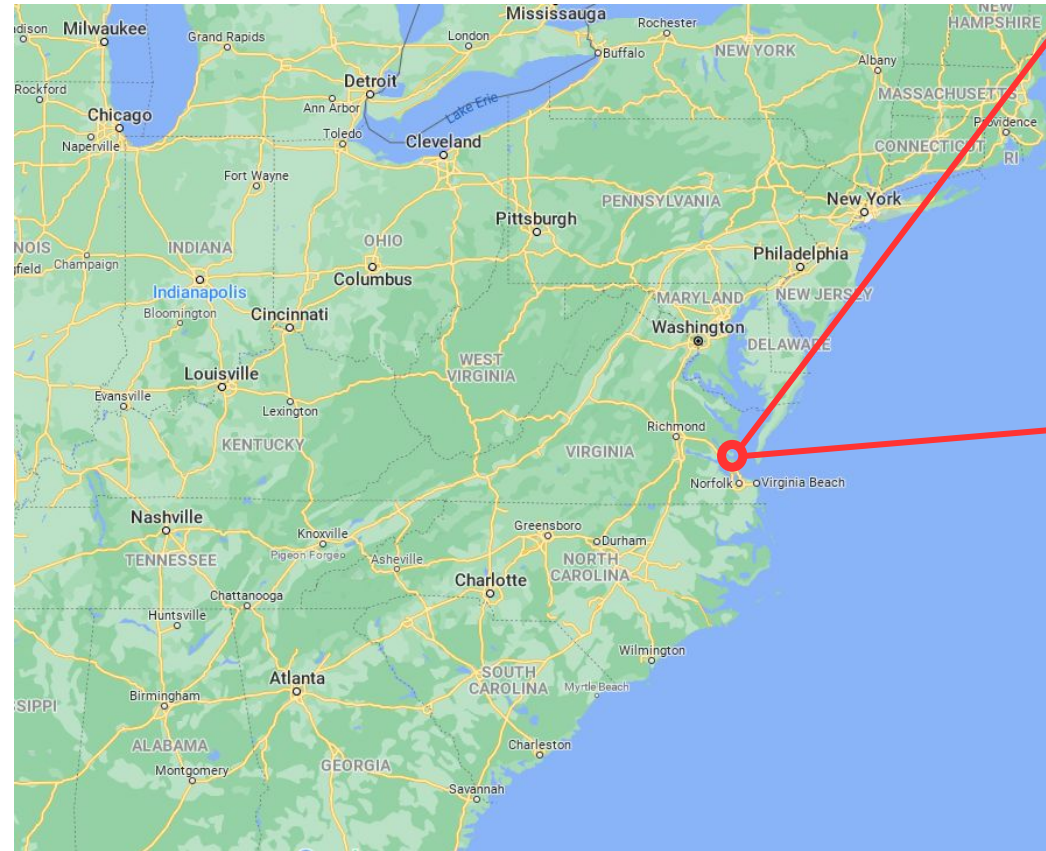 Mississauga
NEW
HAMPSHIRE
dison
Milwaukee
Grand Rapids
London
Rochester
Buffalo
NEW YORK
Albany
Detroit
Rockford
Ann Arbor
Lake Erie
MASSACHUSETTS
Chicago
Toledo
Cleveland
Providence
Naperville
CONNECTICUT
RI
Fort Wayne
PENNSYLVANIA
New York
Pittsburgh
NOIS
INDIANA
OHIO
Philadelphia
field
Champaign
Columbus
Indianapolis
MARYLAND
NEW JERSEY
Bloomington
Cincinnati
Washington
DELAWARE
WEST
VIRGINIA
Louisville
Evansville
Lexington
Richmond
KENTUCKY
VIRGINIA
Norfolk
Virginia Beach
Nashville
Knoxville
Greensboro
Durham
TENNESSEE
Pigeon Forge
Asheville
NORTH
CAROLINA
Charlotte
Chattanooga
Huntsville
Wilmington
Atlanta
SOUTH
CAROLINA
Myrtle Beach
Birmingham
SSIPPI
ALABAMA
Charleston
Montgomery
GEORGIA
Savannah